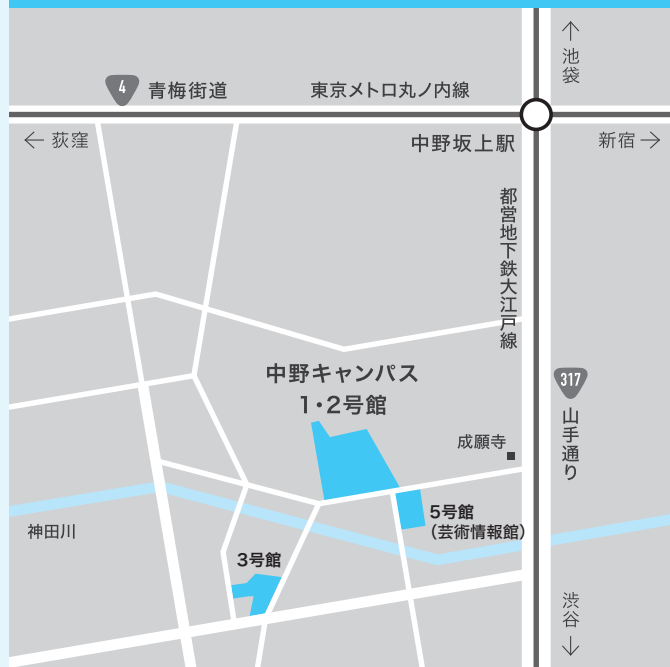 池袋
4
青梅街道
東京メトロ丸ノ内線
荻窪
中野坂上駅
新宿
都営地下鉄大江戸線
317
山手通り
中野キャンパス
1・2号館
成願寺
5号館
(芸術情報館)
神田川
3号館
渋谷